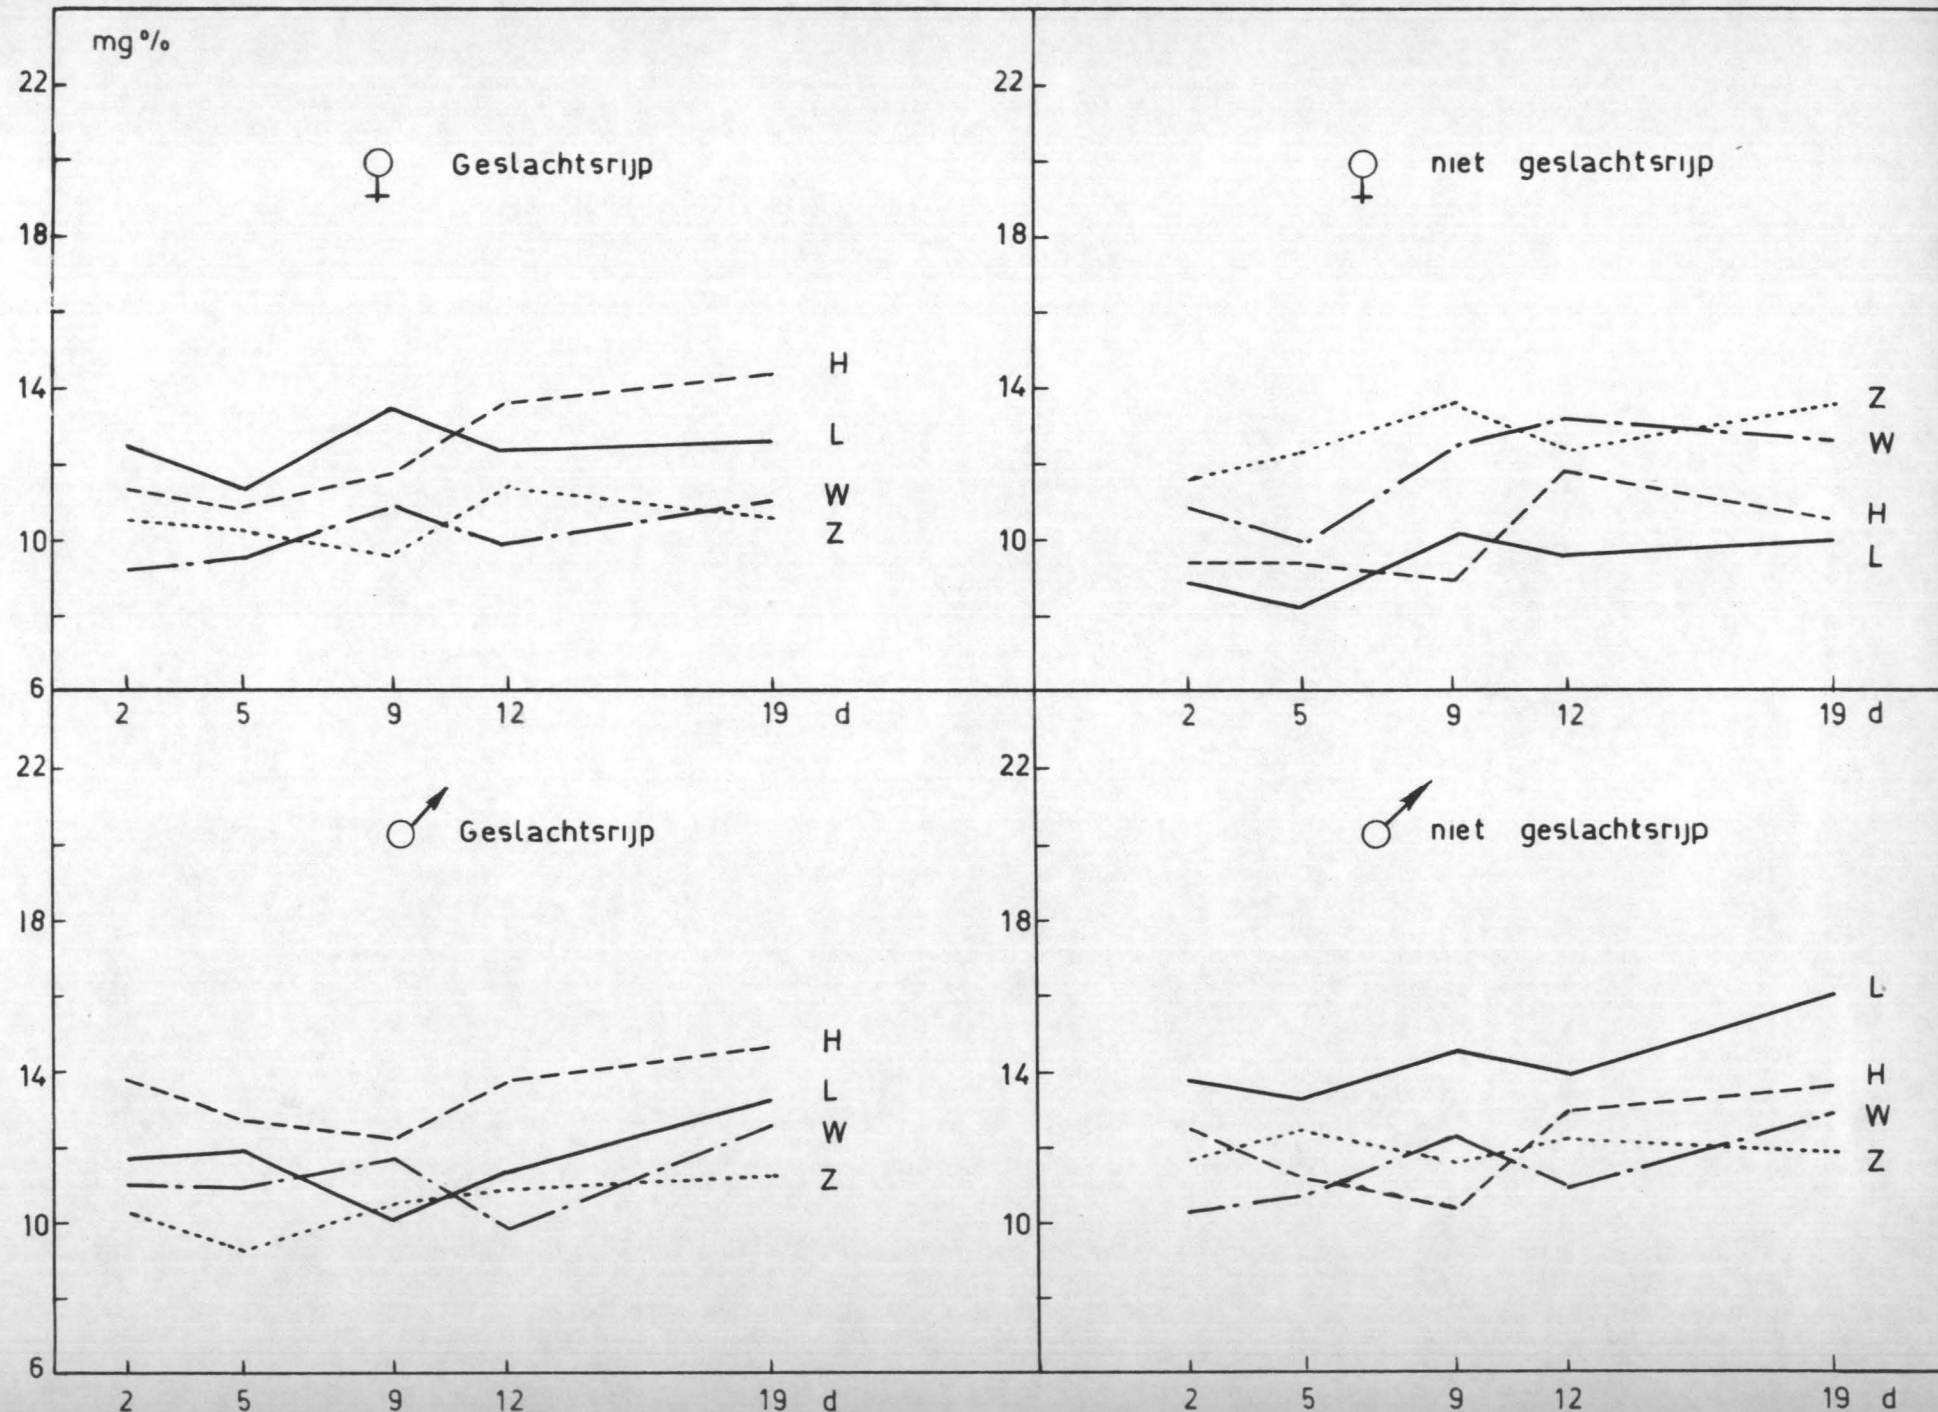 mg%
22
♀ Geslachtsrijp
18
14
10
6
H
L
W
Z
2 5 9 12 19 d
22
♀ niet geslachtsrijp
18
14
10
Z
W
H
L
2 5 9 12 19 d
22
♂ Geslachtsrijp
18
14
10
6
H
L
W
Z
2 5 9 12 19 d
22
♂ niet geslachtsrijp
18
14
10
L
H
W
Z
2 5 9 12 19 d